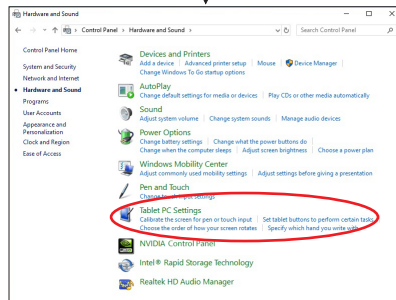 Hardware and Sound
Control Panel › Hardware and Sound ›
Search Control Panel
Control Panel Home
System and Security
Network and Internet
Hardware and Sound
Programs
User Accounts
Appearance and
Personalization
Clock and Region
Ease of Access
Devices and Printers
Add a device | Advanced printer setup | Mouse | Device Manager |
Change Windows To Go startup options
AutoPlay
Change default settings for media or devices | Play CDs or other media automatically
Sound
Adjust system volume | Change system sounds | Manage audio devices
Power Options
Change battery settings | Change what the power buttons do |
Change when the computer sleeps | Adjust screen brightness | Choose a power plan
Windows Mobility Center
Adjust commonly used mobility settings | Adjust settings before giving a presentation
Pen and Touch
Change touch input settings
Tablet PC Settings
Calibrate the screen for pen or touch input | Set tablet buttons to perform certain tasks
Choose the order of how your screen rotates | Specify which hand you write with
NVIDIA Control Panel
Intel® Rapid Storage Technology
Realtek HD Audio Manager